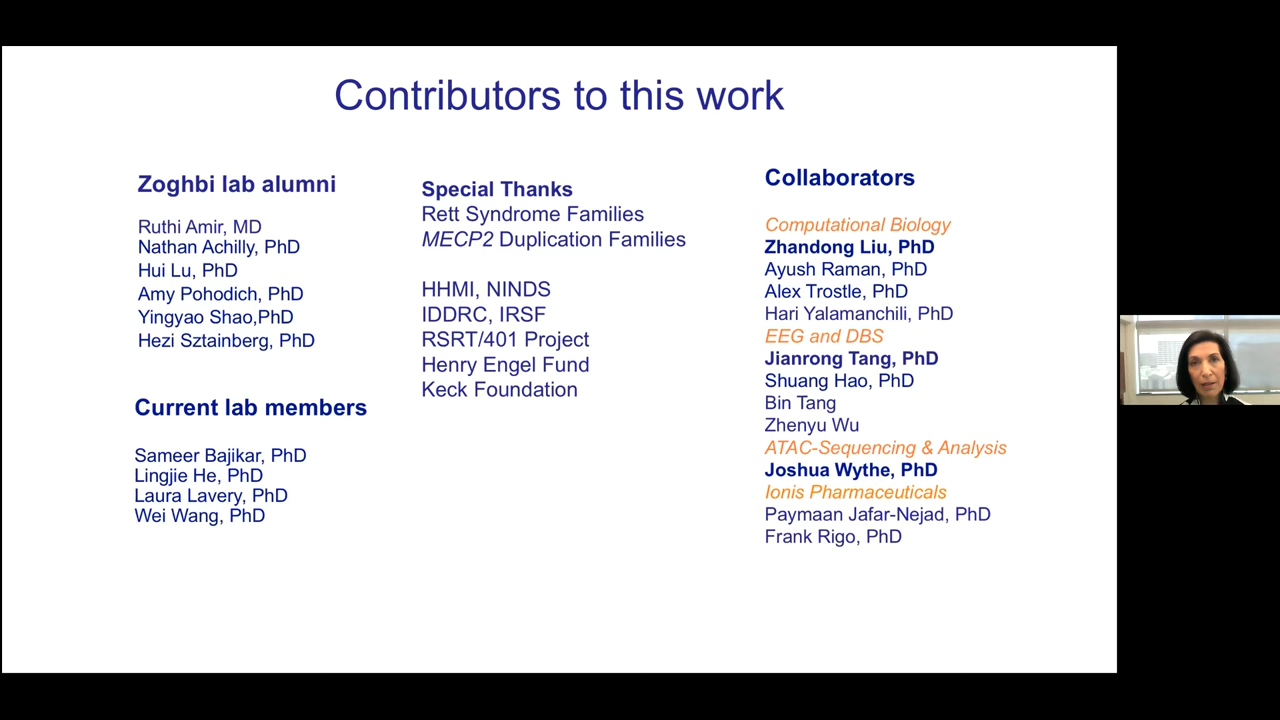 Contributors to this work
Zoghbi lab alumni
Ruthi Amir, MD
Nathan Achilly, PhD
Hui Lu, PhD
Amy Pohodich, PhD
Yingyao Shao,PhD
Hezi Sztainberg, PhD
Current lab members
Sameer Bajikar, PhD
Lingjie He, PhD
Laura Lavery, PhD
Wei Wang, PhD
Special Thanks
Rett Syndrome Families
MECP2 Duplication Families
HHMI, NINDS
IDDRC, IRSF
RSRT/401 Project
Henry Engel Fund
Keck Foundation
Collaborators
Computational Biology
Zhandong Liu, PhD
Ayush Raman, PhD
Alex Trostle, PhD
Hari Yalamanchili, PhD
EEG and DBS
Jianrong Tang, PhD
Shuang Hao, PhD
Bin Tang
Zhenyu Wu
ATAC-Sequencing & Analysis
Joshua Wythe, PhD
Ionis Pharmaceuticals
Paymaan Jafar-Nejad, PhD
Frank Rigo, PhD